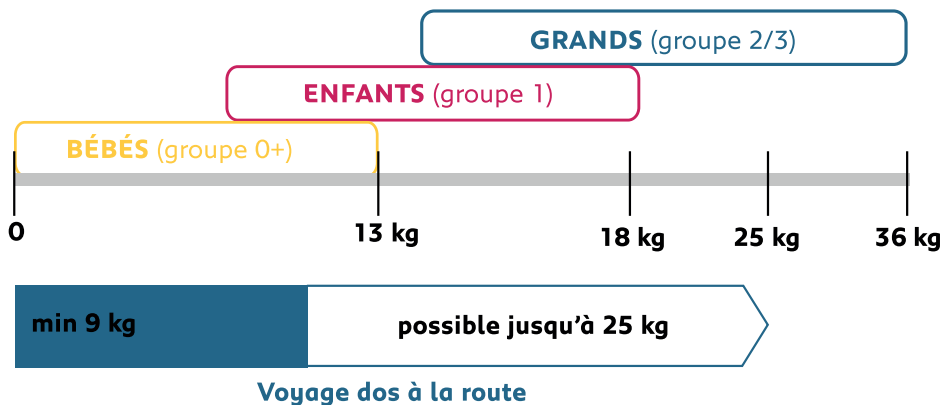 GRANDS (groupe 2/3)
ENFANTS (groupe 1)
BÉBÉS (groupe 0+)
0
13 kg
18 kg
25 kg
36 kg
min 9 kg
possible jusqu’à 25 kg
Voyage dos à la route